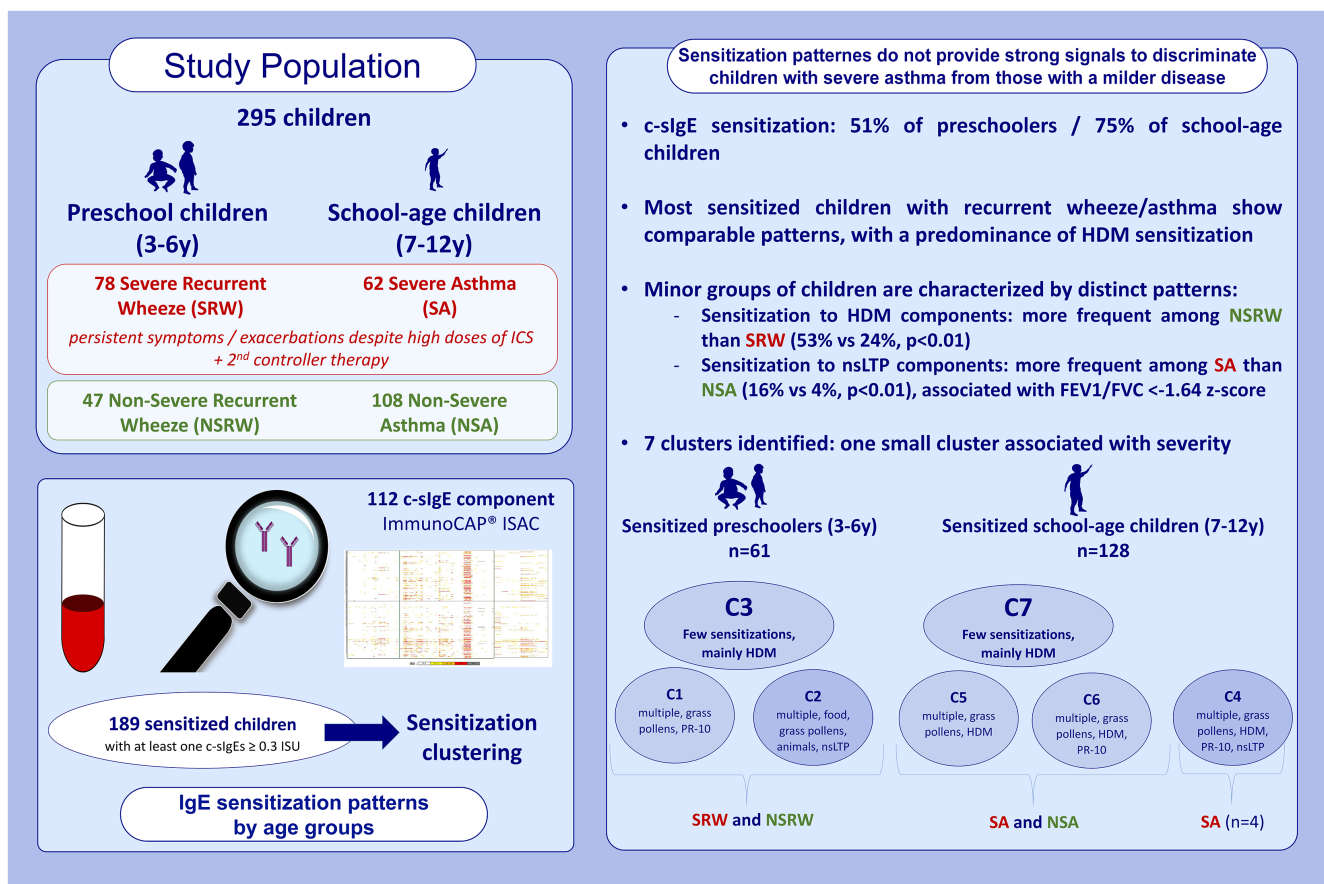 Study Population
295 children
Preschool children
(3-6y)
School-age children
(7-12y)
78 Severe Recurrent
Wheeze (SRW)
62 Severe Asthma
(SA)
persistent symptoms / exacerbations despite high doses of ICS
+ 2nd controller therapy
47 Non-Severe Recurrent
Wheeze (NSRW)
108 Non-Severe
Asthma (NSA)
112 c-sIgE component
ImmunoCAP® ISAC
189 sensitized children
with at least one c-sIgEs ≥ 0.3 ISU
Sensitization
clustering
IgE sensitization patterns
by age groups
Sensitization patternes do not provide strong signals to discriminate
children with severe asthma from those with a milder disease
• c-sIgE sensitization: 51% of preschoolers / 75% of school-age
children
• Most sensitized children with recurrent wheeze/asthma show
comparable patterns, with a predominance of HDM sensitization
• Minor groups of children are characterized by distinct patterns:
- Sensitization to HDM components: more frequent among NSRW
than SRW (53% vs 24%, p<0.01)
- Sensitization to nsLTP components: more frequent among SA than
NSA (16% vs 4%, p<0.01), associated with FEV1/FVC <-1.64 z-score
• 7 clusters identified: one small cluster associated with severity
Sensitized preschoolers (3-6y)
n=61
Sensitized school-age children (7-12y)
n=128
C3
Few sensitizations,
mainly HDM
C7
Few sensitizations,
mainly HDM
C1
multiple, grass
pollens, PR-10
C2
multiple, food,
grass pollens,
animals, nsLTP
C5
multiple, grass
pollens, HDM
C6
multiple, grass
pollens, HDM,
PR-10
C4
multiple, grass
pollens, HDM,
PR-10, nsLTP
SRW and NSRW
SA and NSA
SA (n=4)